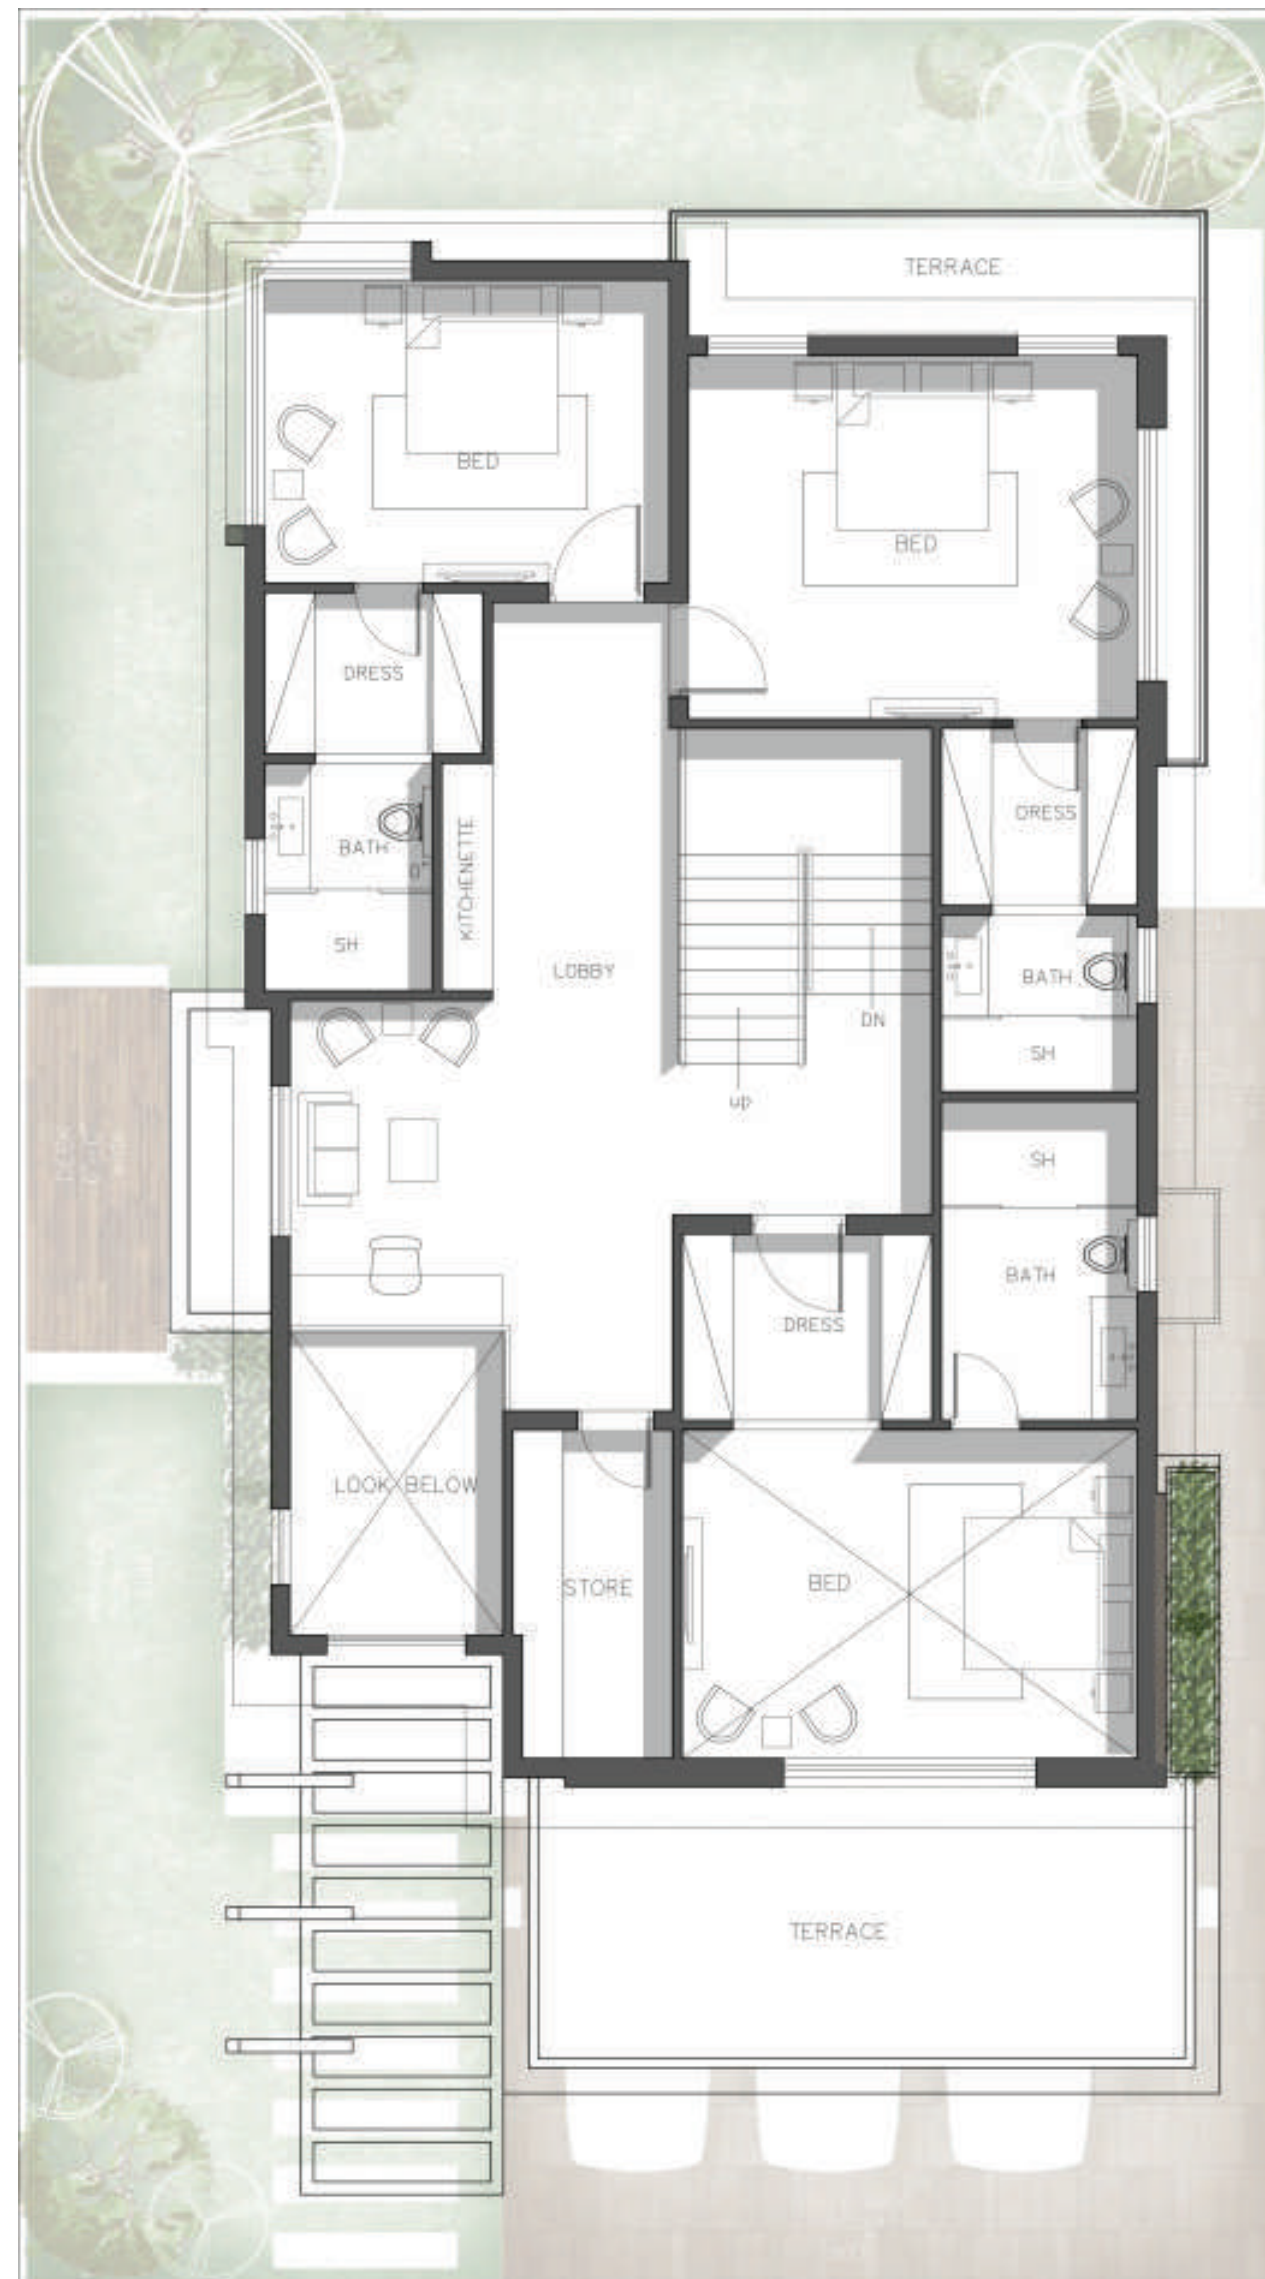 TERRACE
BED
BED
DRESS
DRESS
BATH
KITCHENETTE
SH
LOBBY
BATH
DN
SH
up
SH
BATH
DRESS
LOOK BELOW
STORE
BED
TERRACE